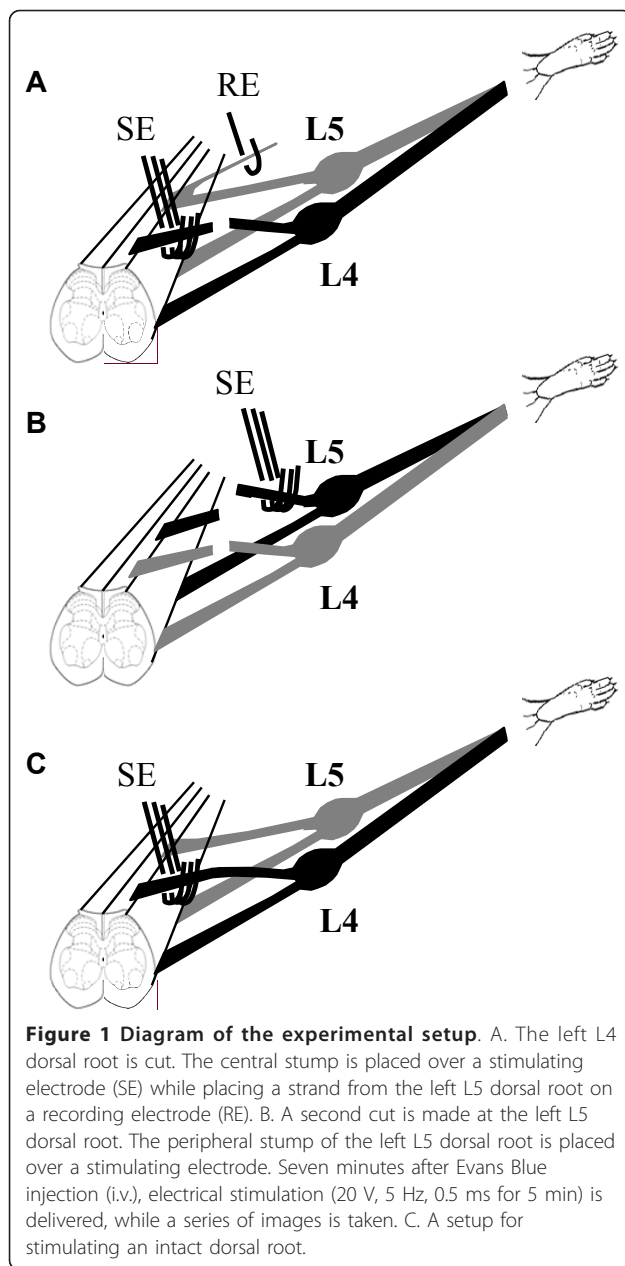 A
RE
SE
L5
L4
B
SE
L5
L4
C
SE
L5
L4
Figure 1 Diagram of the experimental setup. A. The left L4
dorsal root is cut. The central stump is placed over a stimulating
electrode (SE) while placing a strand from the left L5 dorsal root on
a recording electrode (RE). B. A second cut is made at the left L5
dorsal root. The peripheral stump of the left L5 dorsal root is placed
over a stimulating electrode. Seven minutes after Evans Blue
injection (i.v.), electrical stimulation (20 V, 5 Hz, 0.5 ms for 5 min) is
delivered, while a series of images is taken. C. A setup for
stimulating an intact dorsal root.